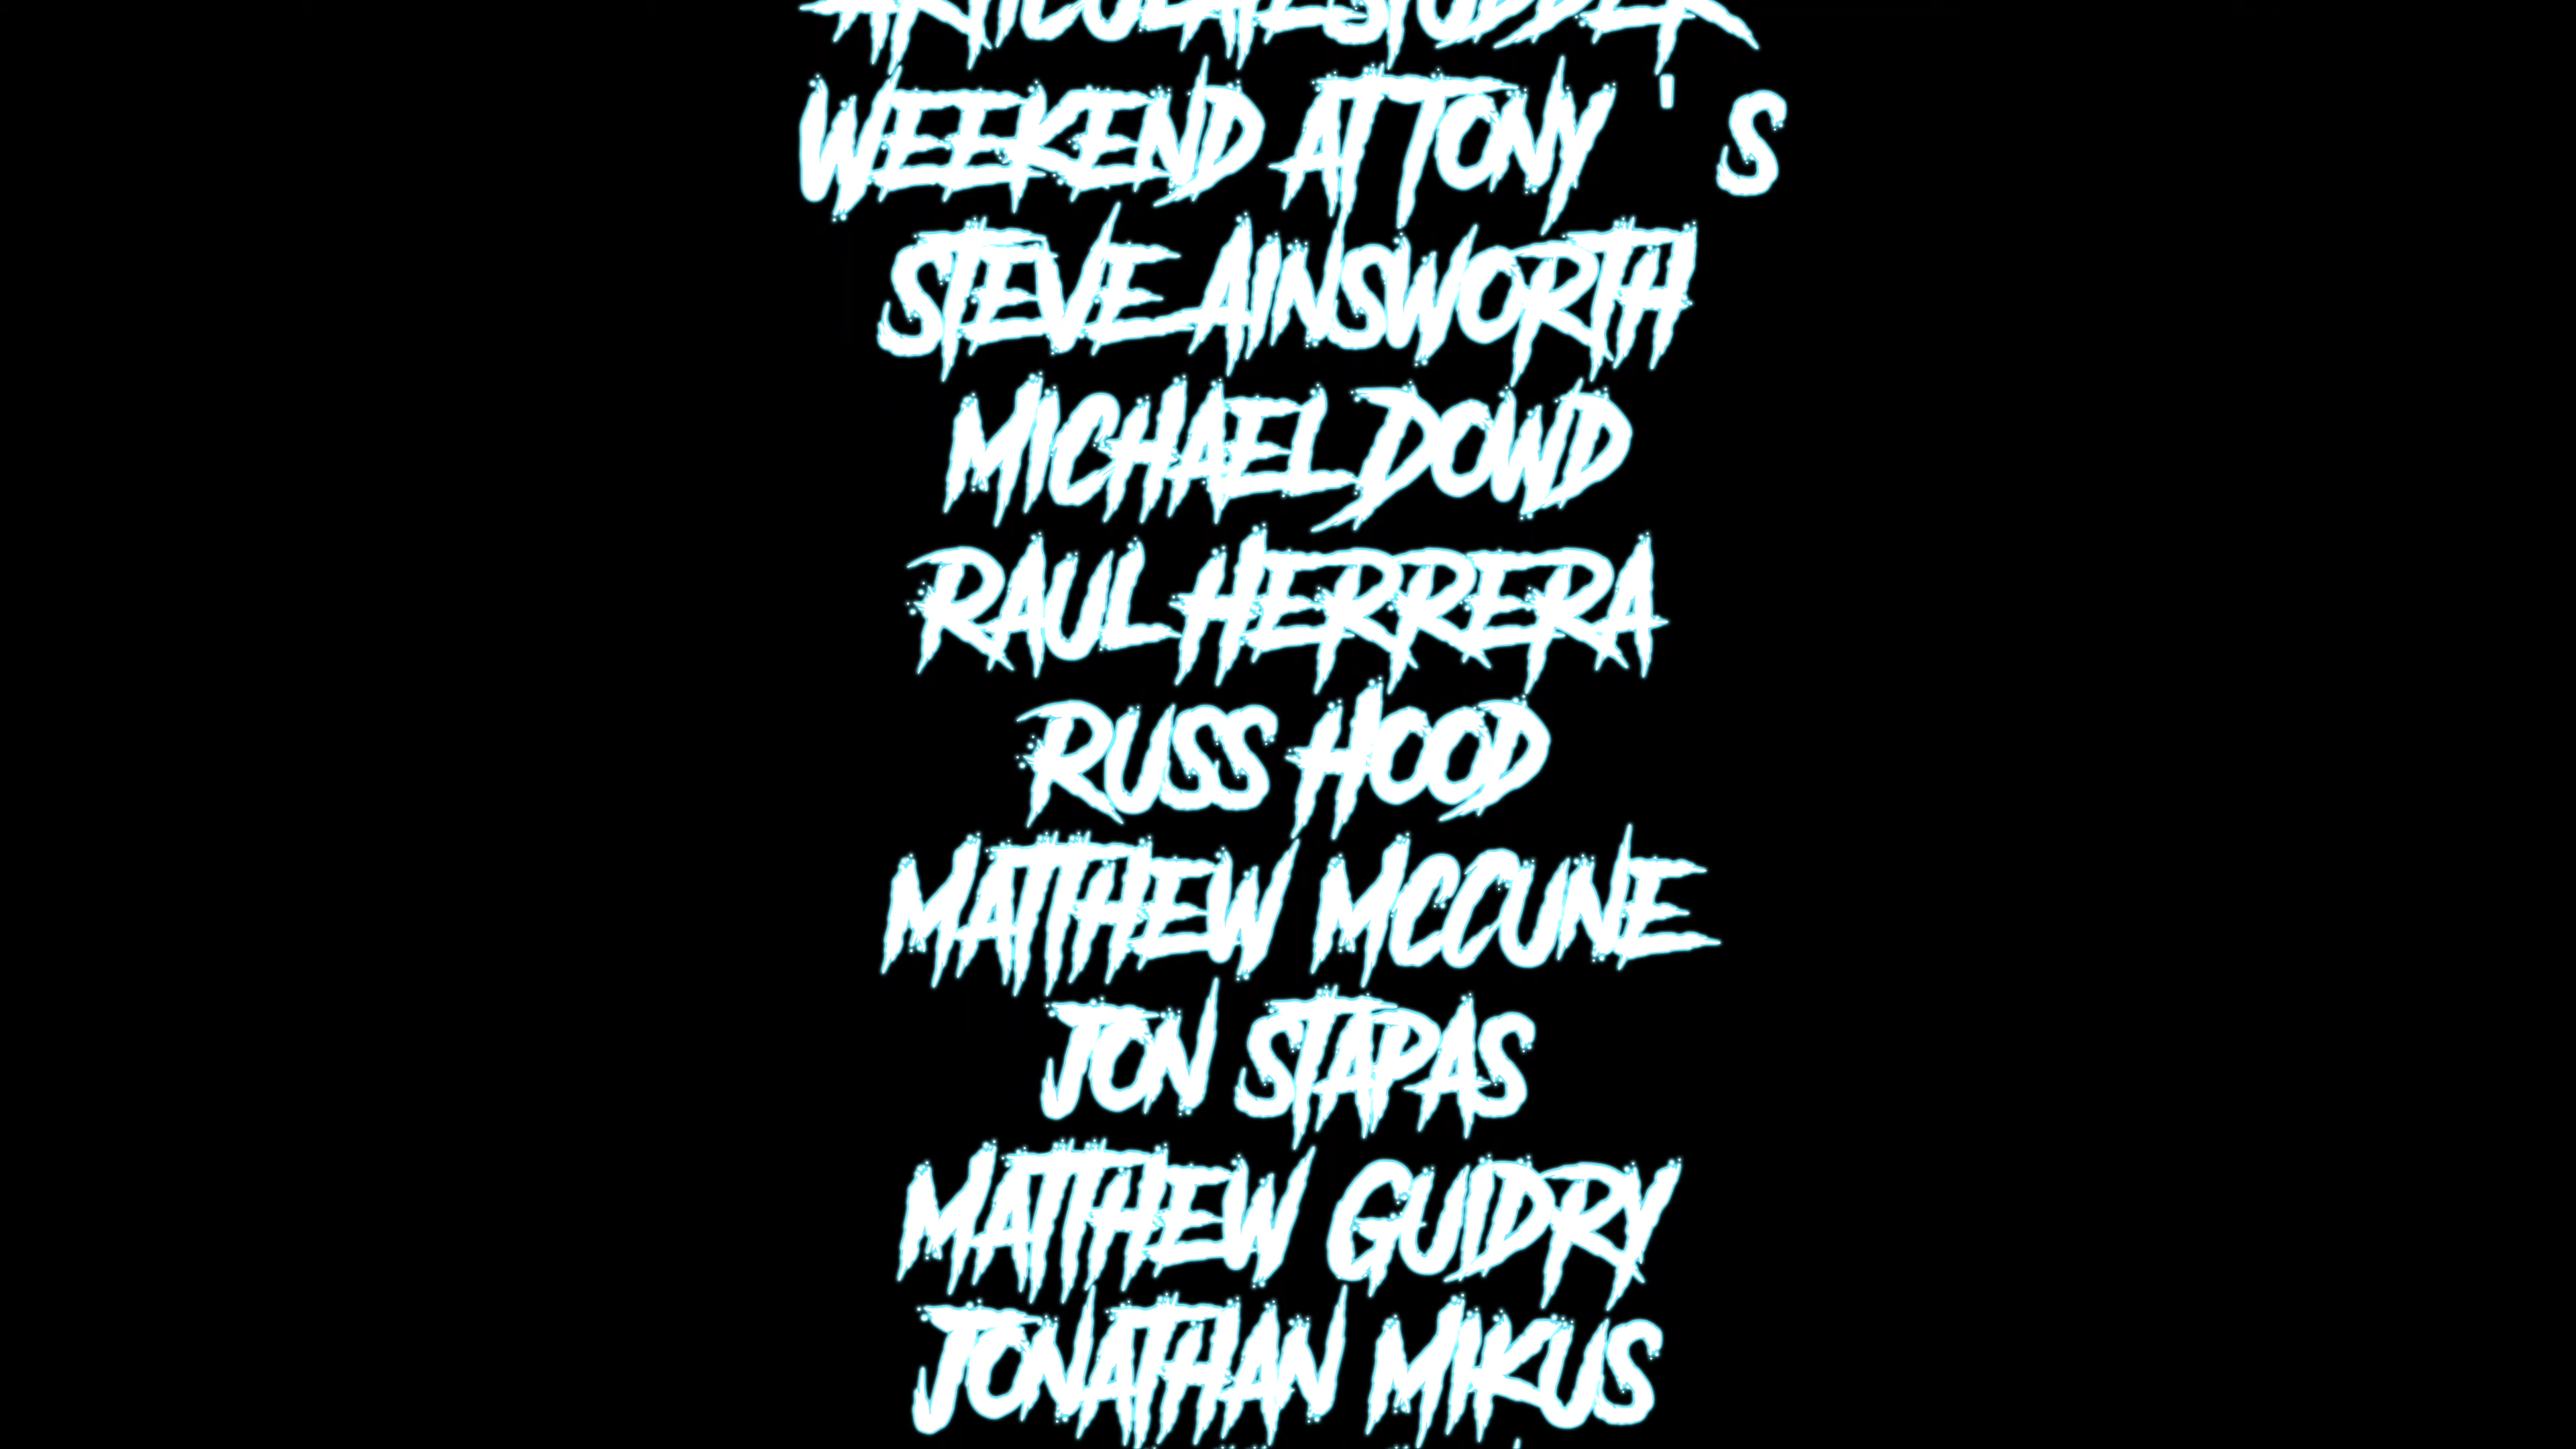 WEEKEND AT TONY'S
STEVE AINSWORTH
MICHAEL DOWD
RAUL HERRERA
RUSS HOOD
MATTHEW MCCUNE
JON STAPAS
MATTHEW GUIDRY
JONATHAN MIKUS